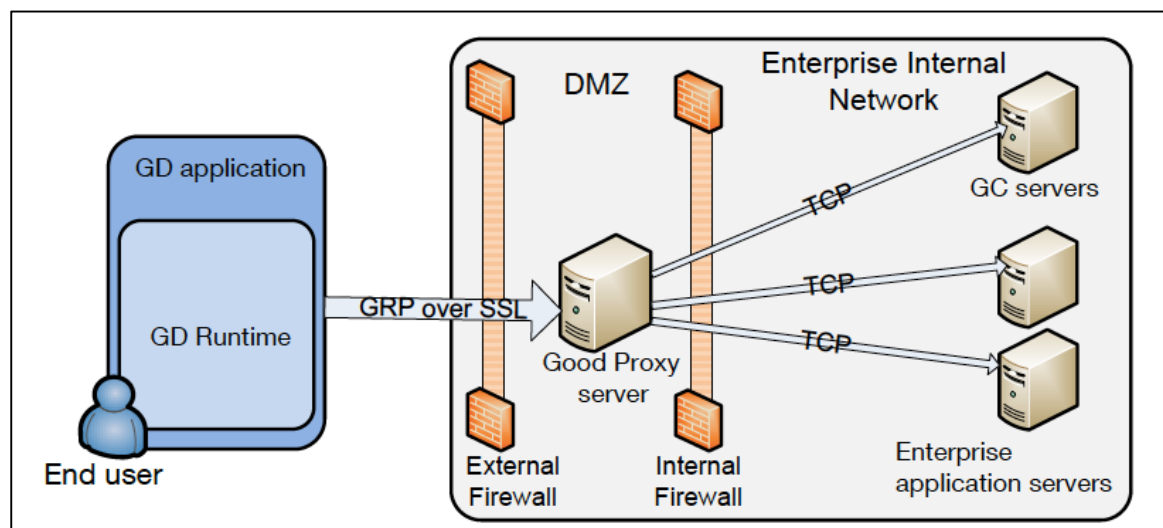 GD application
GD Runtime
End user
GRP over SSL
DMZ
Enterprise Internal
Network
Good Proxy
server
External
Firewall
Internal
Firewall
TCP
TCP
TCP
GC servers
Enterprise
application servers